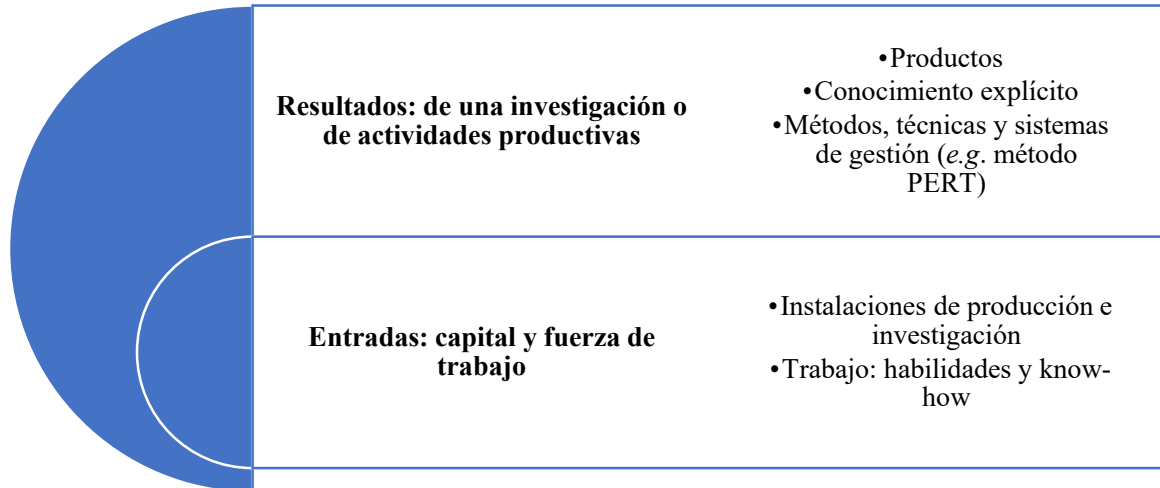 Resultados: de una investigación o
de actividades productivas
•Productos
•Conocimiento explícito
•Métodos, técnicas y sistemas
de gestión (e.g. método
PERT)
Entradas: capital y fuerza de
trabajo
•Instalaciones de producción e
investigación
•Trabajo: habilidades y know-
how